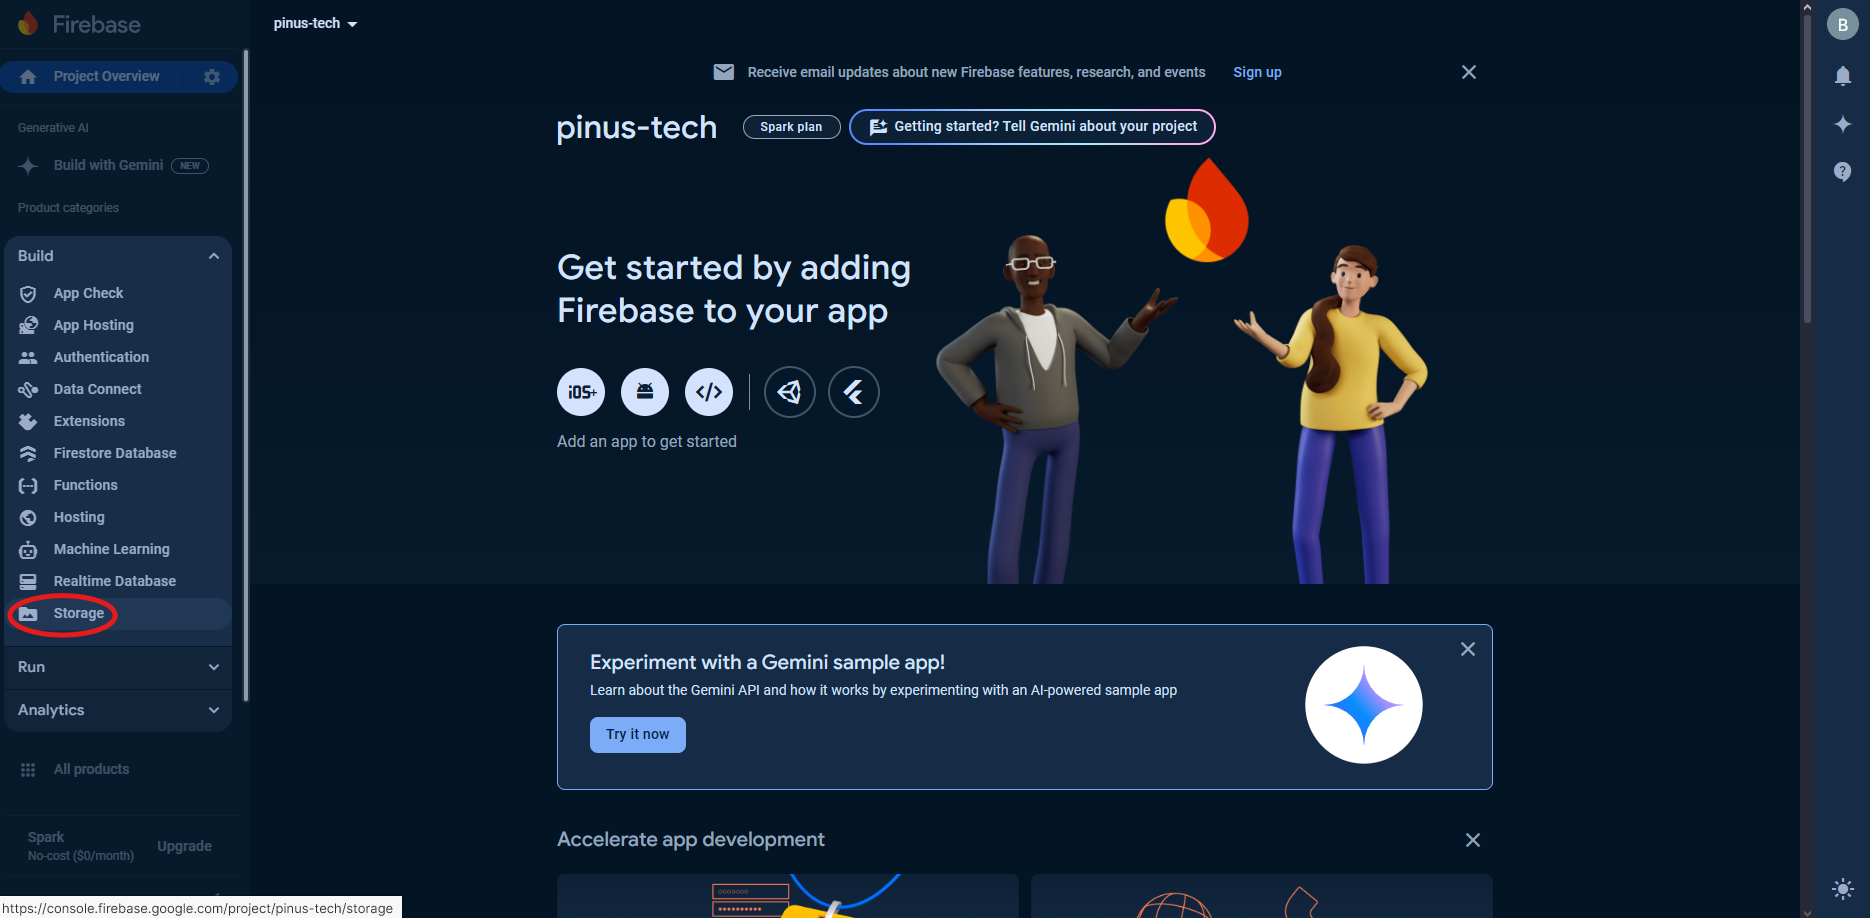 Firebase
pinus-tech
Project Overview
Receive email updates about new Firebase features, research, and events
Sign up
B
Generative AI
Build with Gemini
NEW
Product categories
pinus-tech
Spark plan
Getting started? Tell Gemini about your project
Build
App Check
App Hosting
Authentication
Data Connect
Extensions
Firestore Database
Functions
Hosting
Machine Learning
Realtime Database
Storage
Run
Analytics
All products
Spark
No-cost ($0/month)
Upgrade
Get started by adding
Firebase to your app
iOS+
Add an app to get started
Experiment with a Gemini sample app!
Learn about the Gemini API and how it works by experimenting with an AI-powered sample app
Try it now
Accelerate app development
https://console.firebase.google.com/project/pinus-tech/storage